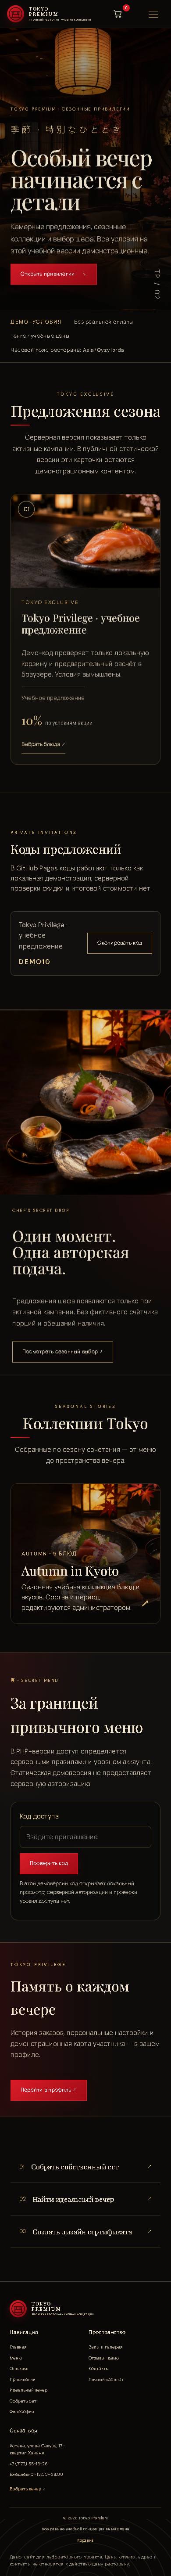 TOKYO
PREMIUM
0
TOKYO PREMIUM · СЕЗОННЫЕ ПРИВИЛЕГИИ
季節・特別なひととき
Особый вечер
начинается с
детали
Камерные предложения, сезонные
коллекции и выбор шефа. Все условия на
этой версии демонстрационные.
Открыть привилегии
TP / 02
ДЕМО-УСЛОВИЯ Без реальной оплаты
Тенге · учебные цены
Часовой пояс ресторана: Asia/Qyzylorda
TOKYO EXCLUSIVE
Предложения сезона
Серверная версия показывает только
активные кампании. В публичной статической
версии эти карточки остаются
демонстрационным контентом.
01
TOKYO EXCLUSIVE
Tokyo Privilege · учебное
предложение
Демо-код проверяет только локальную
корзину и предварительный расчёт в
браузере. Условия вымышлены.
Учебное предложение
10% по условиям акции
Выбрать блюда ↗
PRIVATE INVITATIONS
Коды предложений
В GitHub Pages коды работают только как
локальная демонстрация; серверной
проверки скидки и итоговой стоимости нет.
Tokyo Privilege ·
учебное
предложение
DEMO10
Скопировать код
CHEF'S SECRET DROP
Один момент.
Одна авторская
подача.
Предложения шефа появляются только при
активной кампании. Без фиктивного счётчика
порций и обещаний наличия.
Посмотреть сезонный выбор ↗
SEASONAL STORIES
Коллекции Tokyo
Собранные по сезону сочетания — от меню
до пространства вечера.
AUTUMN · 5 БЛЮД
Autumn in Kyoto
Сезонная учебная коллекция блюд и
вкусов. Состав и период
редактируются администратором.
↗
· SECRET MENU
За границей
привычного меню
В PHP-версии доступ определяется
серверными правилами и уровнем аккаунта.
Статическая демоверсия не предоставляет
серверную авторизацию.
Код доступа
Введите приглашение
Проверить код
В этой демоверсии код открывает локальный
просмотр; серверной авторизации и проверки
уровня доступа нет.
TOKYO PRIVILEGE
Память о каждом
вечере
История заказов, персональные настройки и
демонстрационная карта участника — в вашем
профиле.
Перейти в профиль ↗
01 Собрать собственный сет ↗
02 Найти идеальный вечер ↗
03 Создать дизайн сертификата ↗
TOKYO
PREMIUM
Навигация
Главная
Меню
О нас
Привилегии
Идеальный вечер
Собрать сет
Философия
Пространство
Залы и галерея
Отзывы · демо
Контакты
Личный кабинет
Связаться
Астана, улица Сакура, 17 ·
квартал Ханами
Ежедневно · 12:00–23:00
Выбрать вечер ↗
© 2026 Tokyo Premium
Корзина